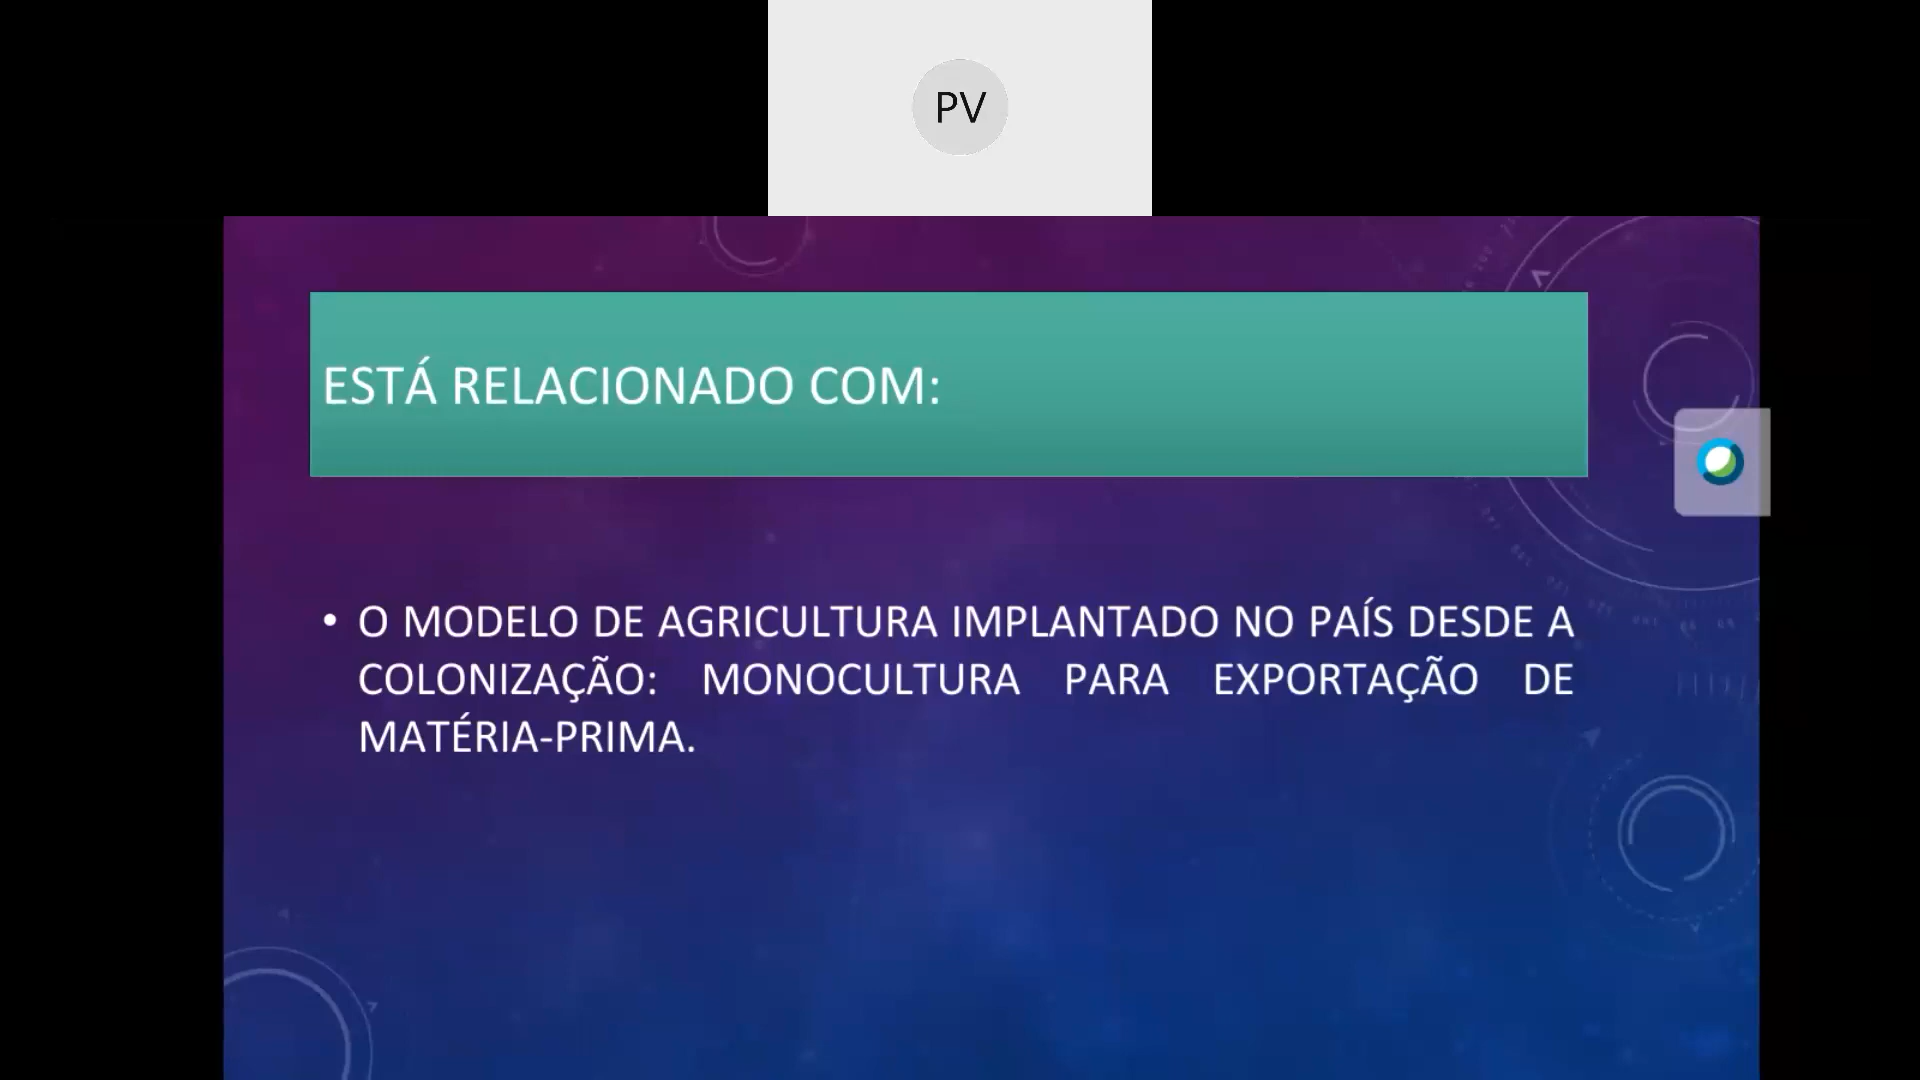 PV
ESTÁ RELACIONADO COM:
• O MODELO DE AGRICULTURA IMPLANTADO NO PAÍS DESDE A
COLONIZAÇÃO: MONOCULTURA PARA EXPORTAÇÃO DE
MATÉRIA-PRIMA.